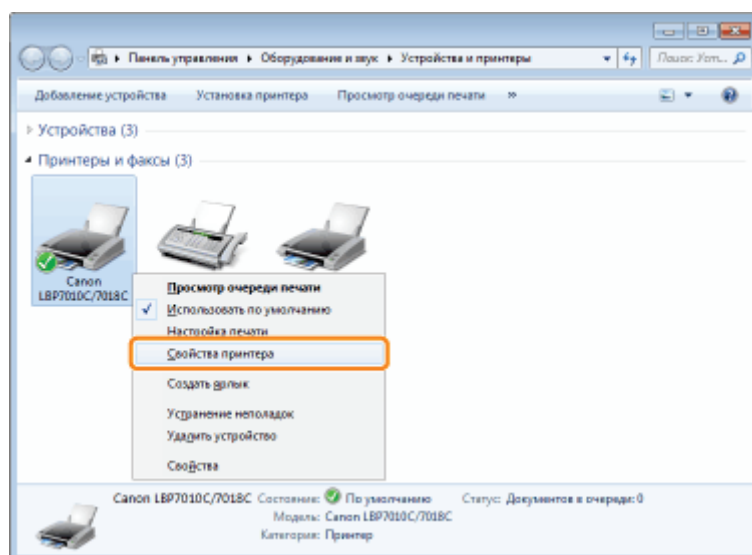 Панель управления ▸ Оборудование и звук ▸ Устройства и принтеры
Поиск: Уст...
Добавление устройства Установка принтера Просмотр очереди печати »
Устройства (3)
Принтеры и факсы (3)
Canon
LBP7010C/7018C
Просмотр очереди печати
Использовать по умолчанию
Настройка печати
Свойства принтера
Создать ярлык
Устранение неполадок
Удалить устройство
Свойства
Canon LBP7010C/7018C Состояние: По умолчанию Статус: Документов в очереди: 0
Модель: Canon LBP7010C/7018C
Категория: Принтер